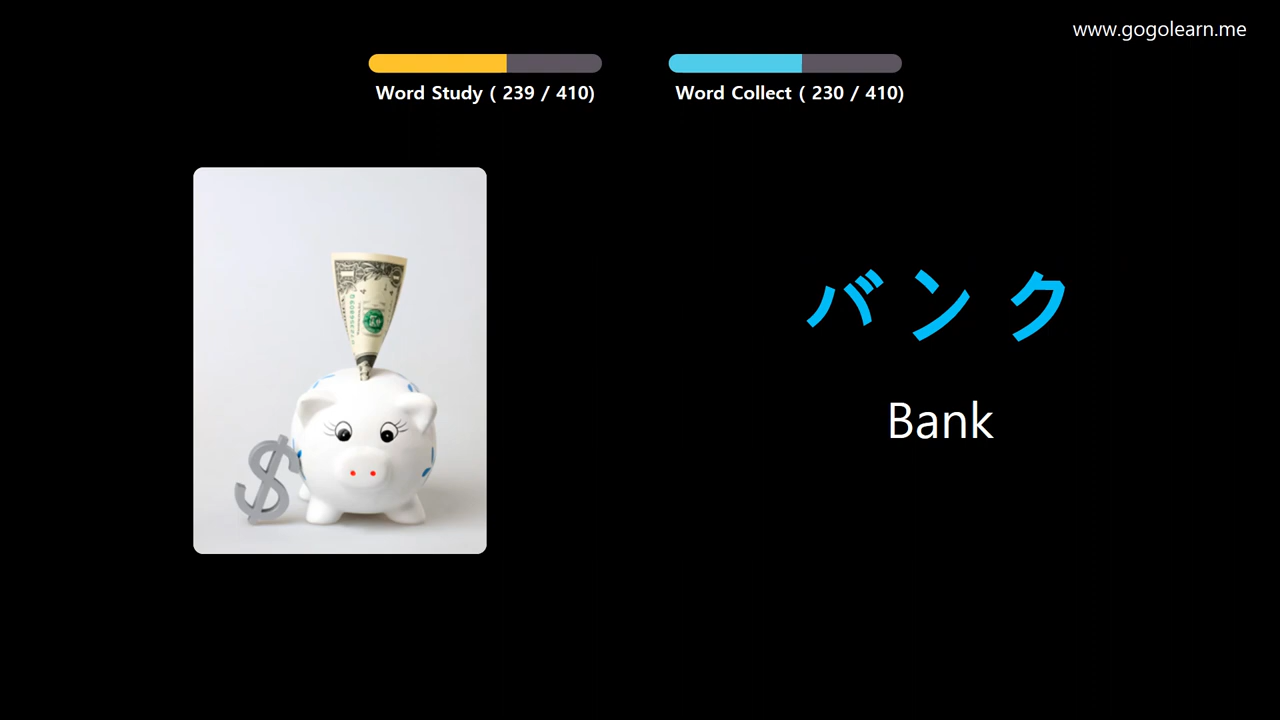 www.gogolearn.me
Word Study ( 239 / 410)
Word Collect ( 230 / 410)
バンク
Bank
$